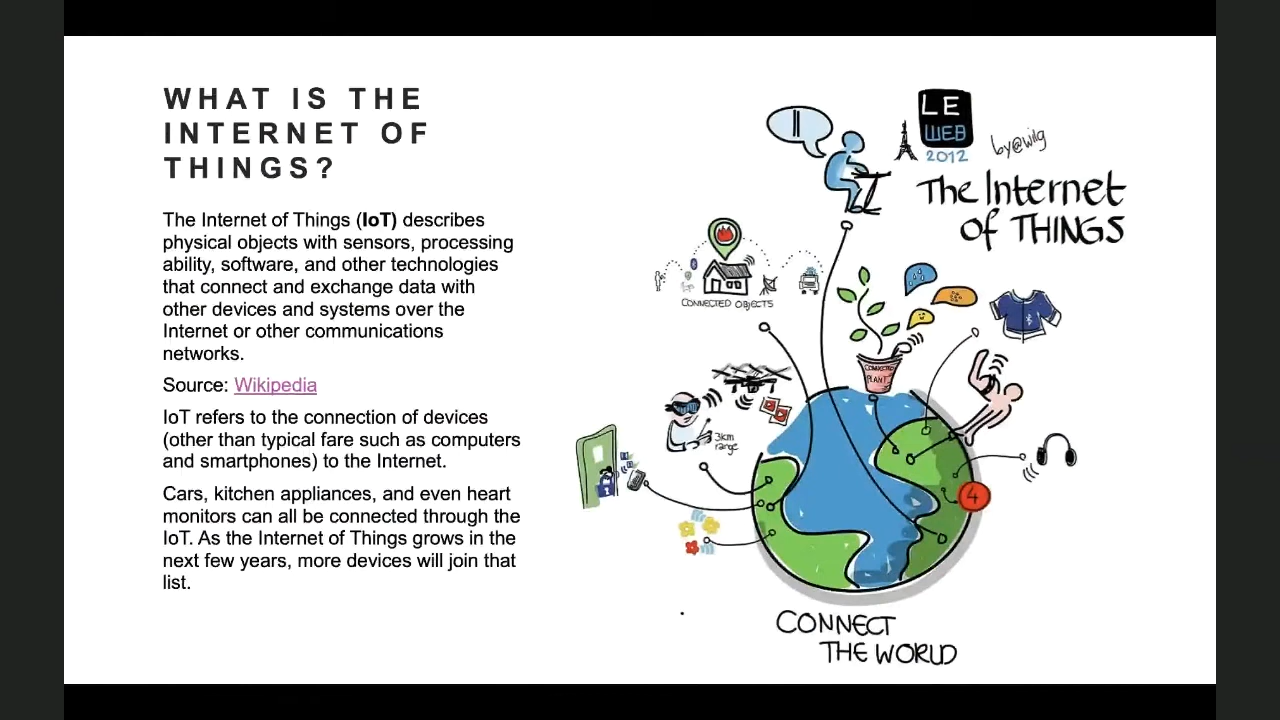 WHAT IS THE
INTERNET OF
THINGS?
The Internet of Things (IoT) describes
physical objects with sensors, processing
ability, software, and other technologies
that connect and exchange data with
other devices and systems over the
Internet or other communications
networks.
Source: Wikipedia
IoT refers to the connection of devices
(other than typical fare such as computers
and smartphones) to the Internet.
Cars, kitchen appliances, and even heart
monitors can all be connected through the
IoT. As the Internet of Things grows in the
next few years, more devices will join that
list.
LE
WEB
2012
by@wilg
The Internet
of THINGS
CONNECTED OBJECTS
CONNECTED
PLANT
3km
range
4
CONNECT
THE WORLD